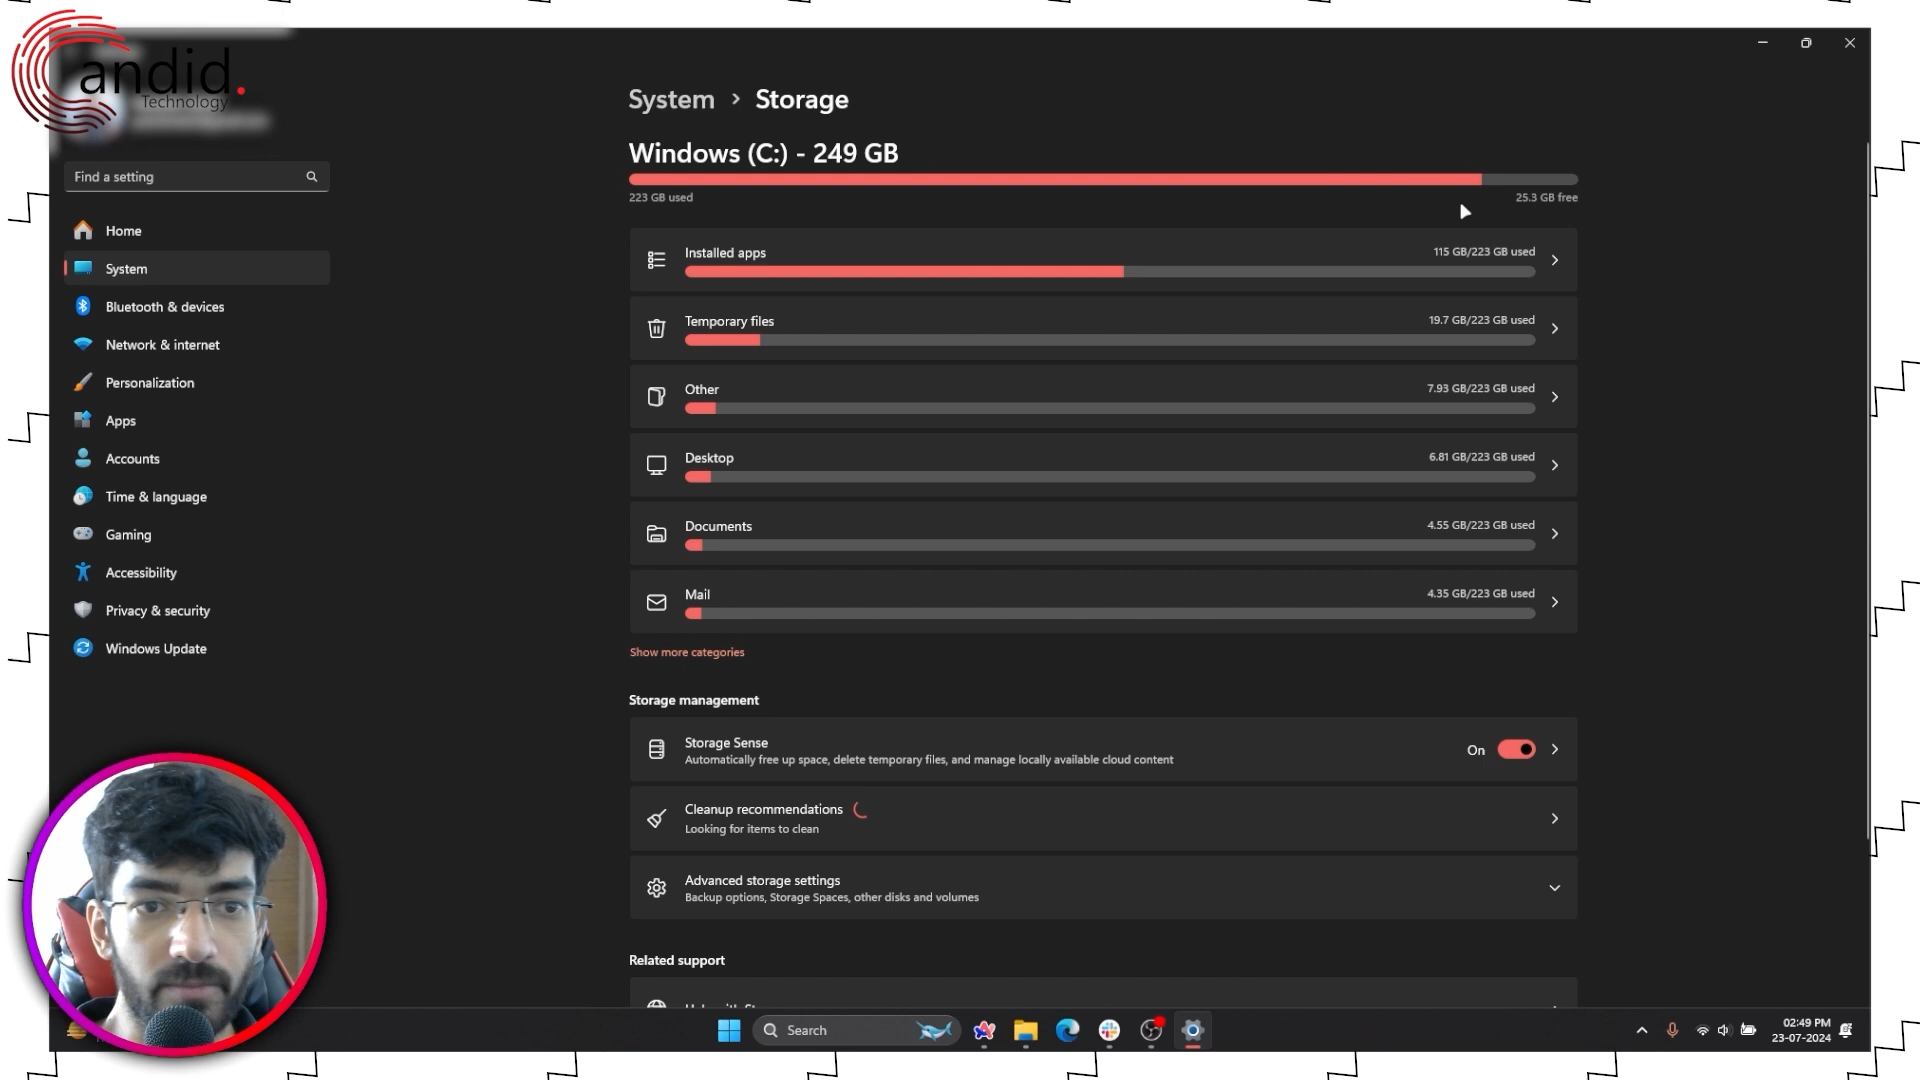 Candid.
Technology
System > Storage
Windows (C:) - 249 GB
223 GB used
25.3 GB free
Find a setting
Home
System
Bluetooth & devices
Network & internet
Personalization
Apps
Accounts
Time & language
Gaming
Accessibility
Privacy & security
Windows Update
Installed apps
115 GB/223 GB used
Temporary files
19.7 GB/223 GB used
Other
7.93 GB/223 GB used
Desktop
6.81 GB/223 GB used
Documents
4.55 GB/223 GB used
Mail
4.35 GB/223 GB used
Show more categories
Storage management
Storage Sense
Automatically free up space, delete temporary files, and manage locally available cloud content
On
Cleanup recommendations
Looking for items to clean
Advanced storage settings
Backup options, Storage Spaces, other disks and volumes
Related support
Search
02:49 PM
23-07-2024